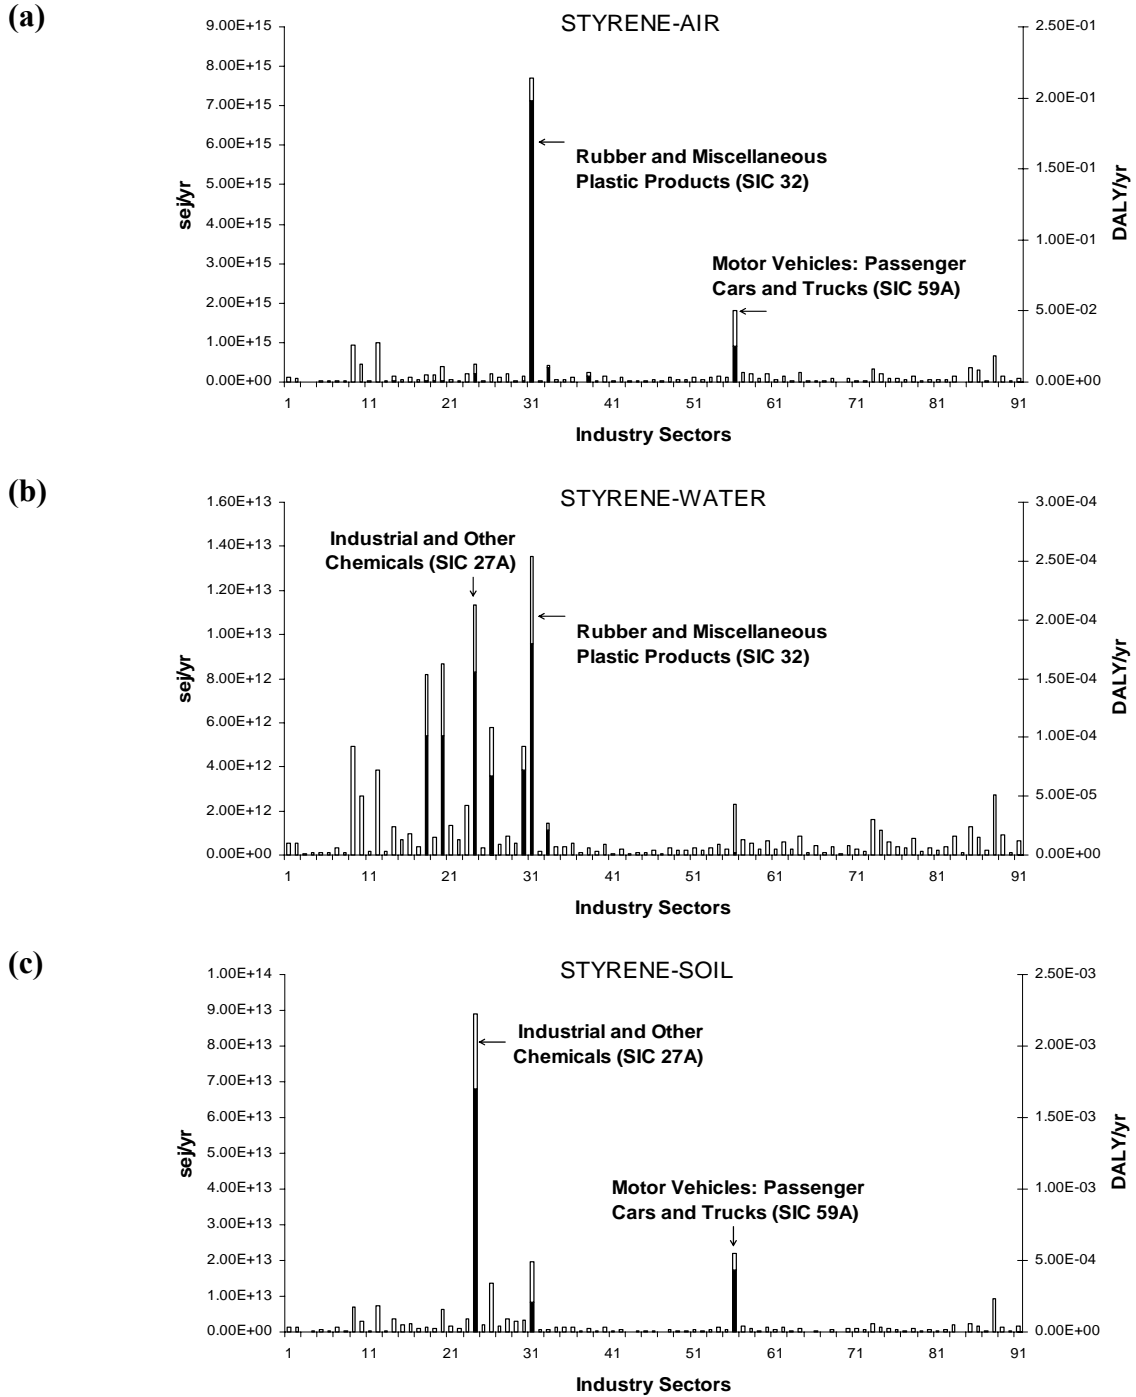 (a)
STYRENE-AIR
9.00E+15
8.00E+15
7.00E+15
6.00E+15
5.00E+15
4.00E+15
3.00E+15
2.00E+15
1.00E+15
0.00E+00
sej/yr
2.50E-01
2.00E-01
1.50E-01
1.00E-01
5.00E-02
0.00E+00
DALY/yr
Rubber and Miscellaneous
Plastic Products (SIC 32)
Motor Vehicles: Passenger
Cars and Trucks (SIC 59A)
1 11 21 31 41 51 61 71 81 91
Industry Sectors
(b)
STYRENE-WATER
1.60E+13
1.40E+13
1.20E+13
1.00E+13
8.00E+12
6.00E+12
4.00E+12
2.00E+12
0.00E+00
sej/yr
3.00E-04
2.50E-04
2.00E-04
1.50E-04
1.00E-04
5.00E-05
0.00E+00
DALY/yr
Industrial and Other
Chemicals (SIC 27A)
Rubber and Miscellaneous
Plastic Products (SIC 32)
1 11 21 31 41 51 61 71 81 91
Industry Sectors
(c)
STYRENE-SOIL
1.00E+14
9.00E+13
8.00E+13
7.00E+13
6.00E+13
5.00E+13
4.00E+13
3.00E+13
2.00E+13
1.00E+13
0.00E+00
sej/yr
2.50E-03
2.00E-03
1.50E-03
1.00E-03
5.00E-04
0.00E+00
DALY/yr
Industrial and Other
Chemicals (SIC 27A)
Motor Vehicles: Passenger
Cars and Trucks (SIC 59A)
1 11 21 31 41 51 61 71 81 91
Industry Sectors